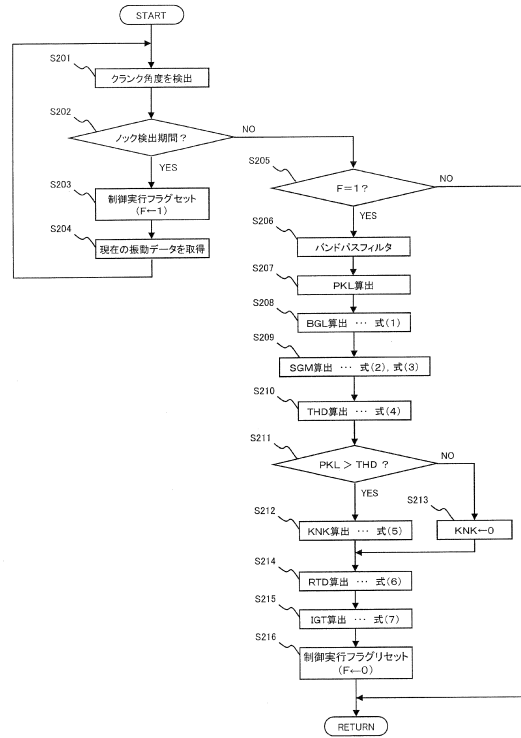 START
S201
クランク角度を検出
S202
ノック検出期間？
NO
YES
S203
制御実行フラグセット
(F←1)
S204
現在の振動データを取得
S205
F=1？
NO
YES
S206
バンドパスフィルタ
S207
PKL算出
S208
BGL算出 … 式(1)
S209
SGM算出 … 式(2), 式(3)
S210
THD算出 … 式(4)
S211
PKL > THD ？
NO
YES
S212
KNK算出 … 式(5)
S213
KNK←0
S214
RTD算出 … 式(6)
S215
IGT算出 … 式(7)
S216
制御実行フラグリセット
(F←0)
RETURN